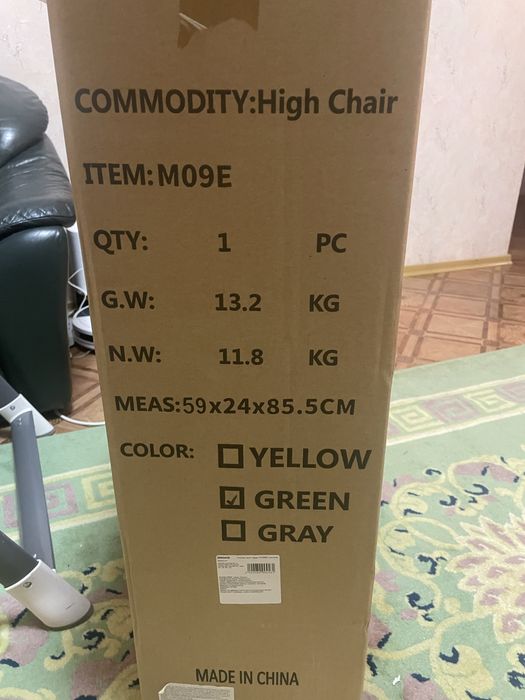 COMMODITY:High Chair
ITEM:M09E
QTY: 1 PC
G.W: 13.2 KG
N.W: 11.8 KG
MEAS:59x24x85.5CM
COLOR: ☐YELLOW
☑ GREEN
☐ GRAY
MADE IN CHINA